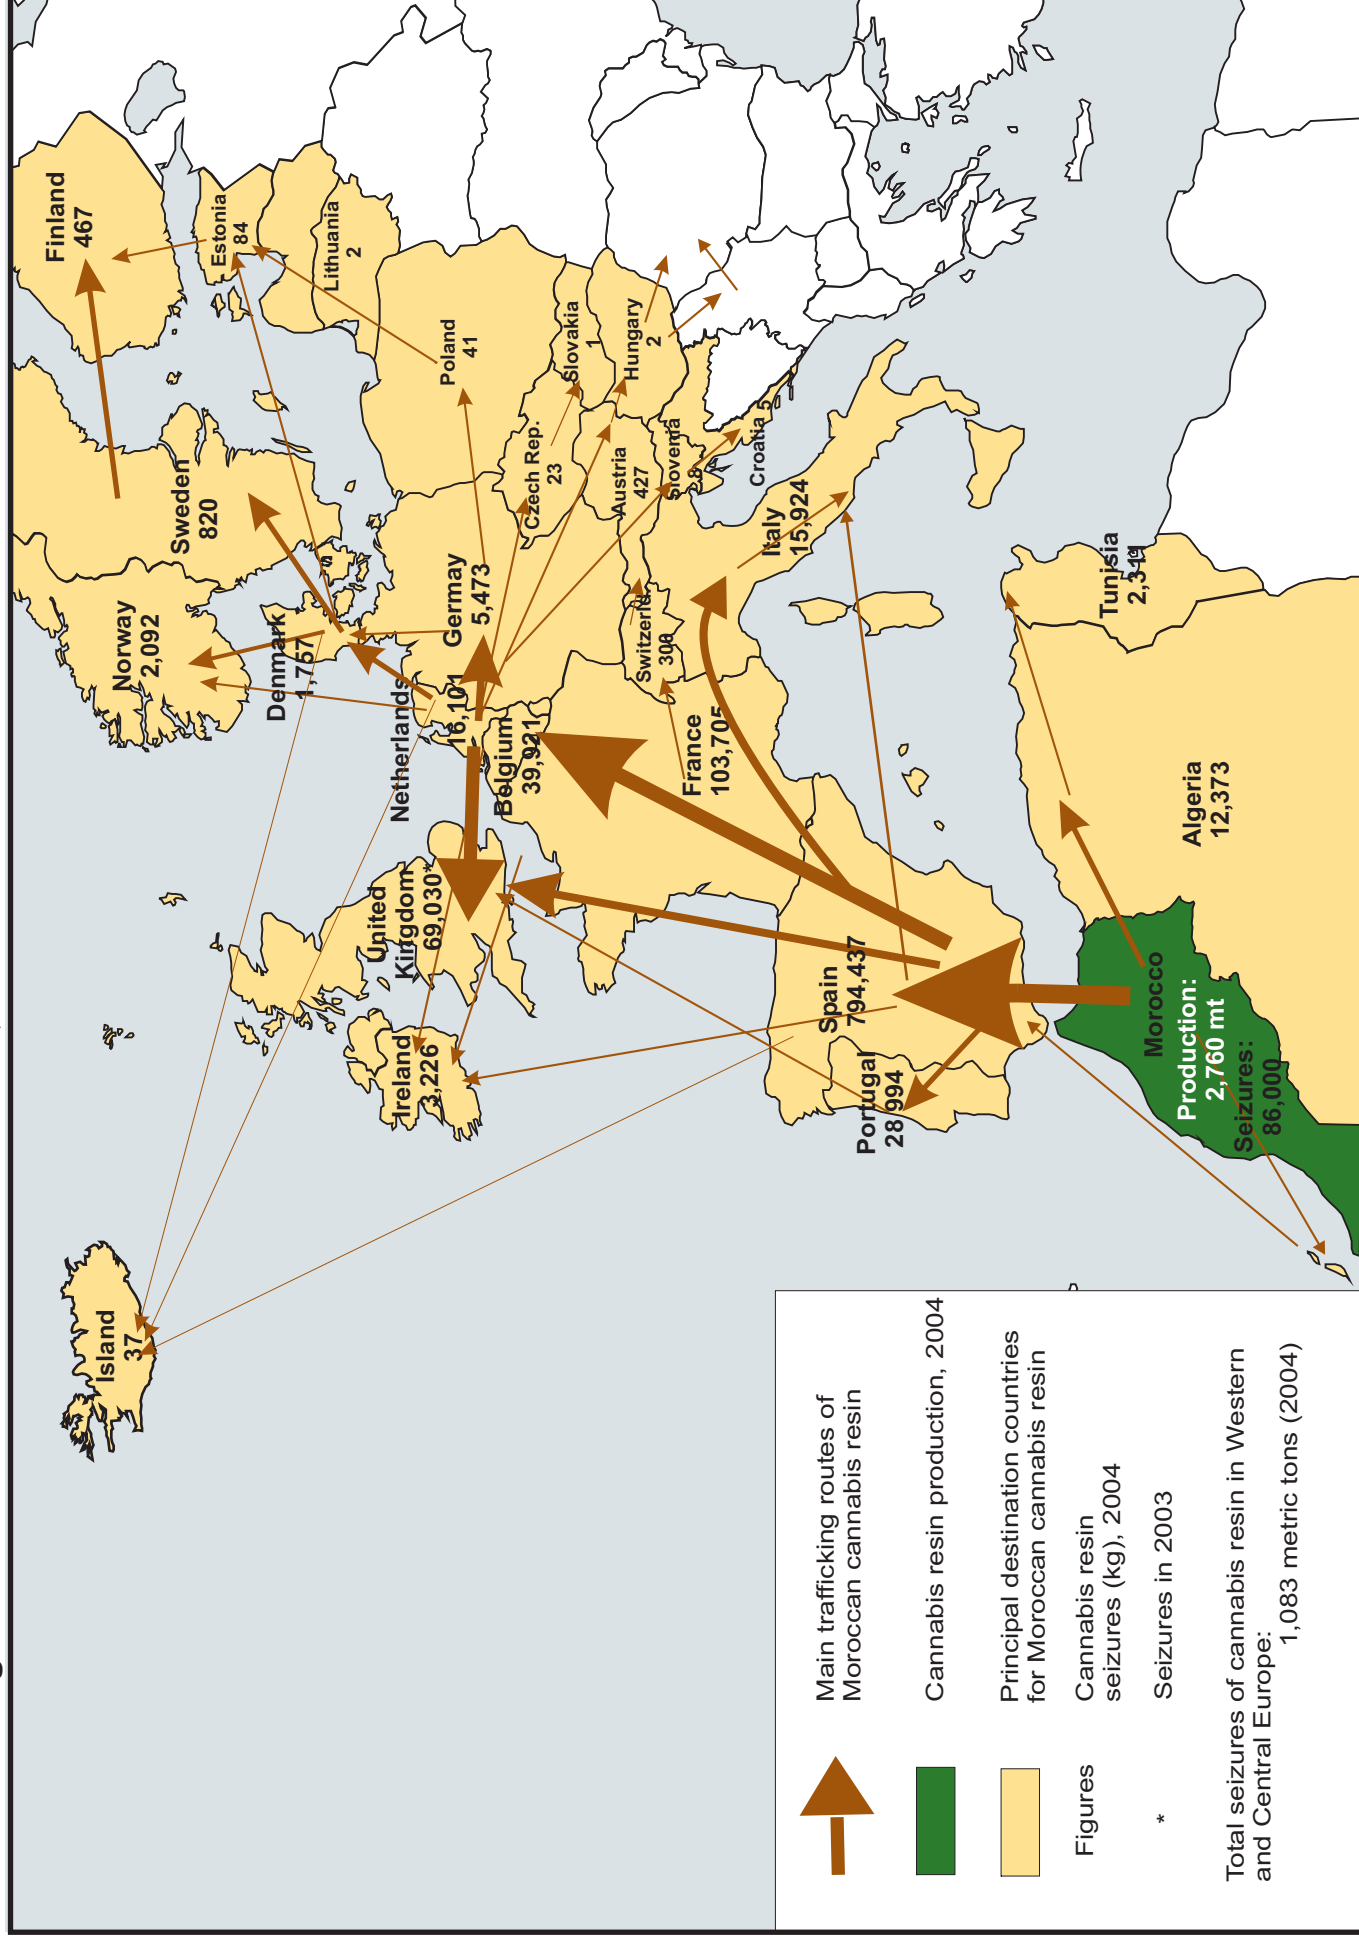 Island
37
Norway
2,092
Sweden
820
Finland
467
Estonia
84
Lithuania
2
Denmark
1,757
United
Kingdom
69,030*
Ireland
3,226
Netherlands
16,101
Germany
5,473
Poland
41
Belgium
39,921
Czech Rep.
23
Slovakia
1
Austria
427
Hungary
2
Switzerl.
300
Slovenia
France
103,705
Croatia 5
Italy
15,924
Spain
794,437
Portugal
28,994
Tunisia
Algeria
12,373
Morocco
Production:
2,760 mt
Seizures:
86,000
Main trafficking routes of
Moroccan cannabis resin
Cannabis resin production, 2004
Principal destination countries
for Moroccan cannabis resin
Figures
Cannabis resin
seizures (kg), 2004
*
Seizures in 2003
Total seizures of cannabis resin in Western
and Central Europe:
1,083 metric tons (2004)